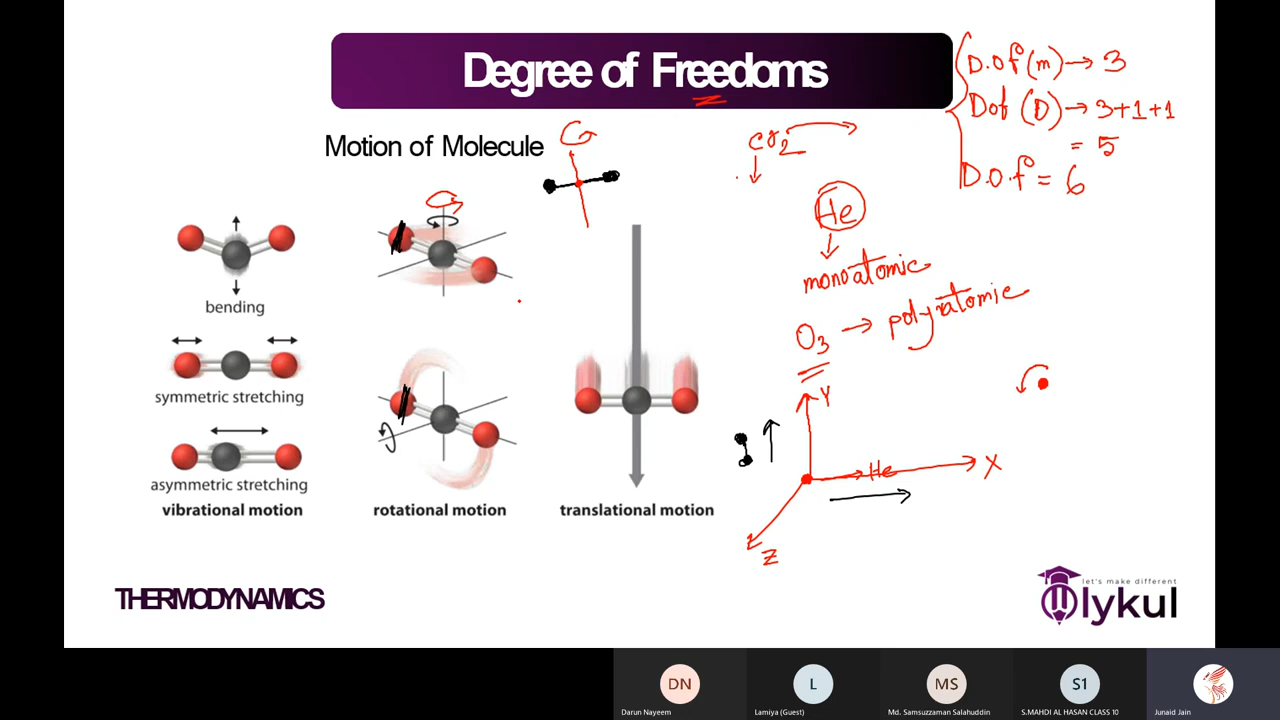 Degree of Freedoms
Motion of Molecule
D.of (m) → 3
Dof (D) → 3+1+1
= 5
D.O.f = 6
He
monoatomic
O3 → polyatomic
Y
He
X
Z
bending
symmetric stretching
asymmetric stretching
vibrational motion
rotational motion
translational motion
THERMODYNAMICS
let's make different
lykul
DN
L
MS
S1
Darun Nayeem
Lamiya (Guest)
Md. Samsuzzaman Salahuddin
S.MAHDI AL HASAN CLASS 10
Junaid Jain